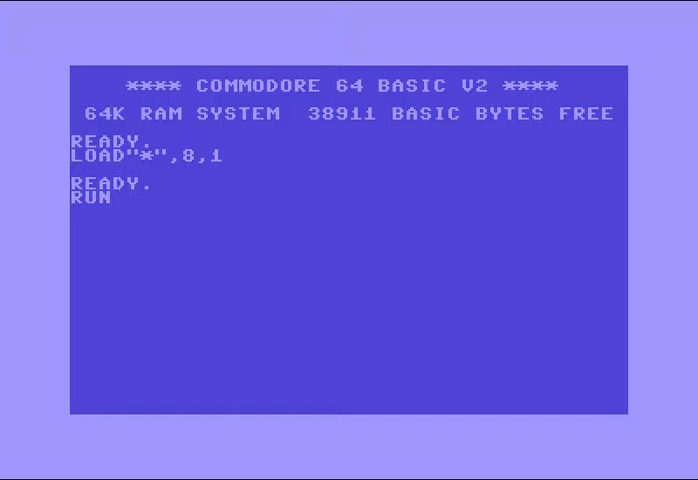 **** COMMODORE 64 BASIC V2 ****
64K RAM SYSTEM  38911 BASIC BYTES FREE
READY.
LOAD"*",8,1
READY.
RUN